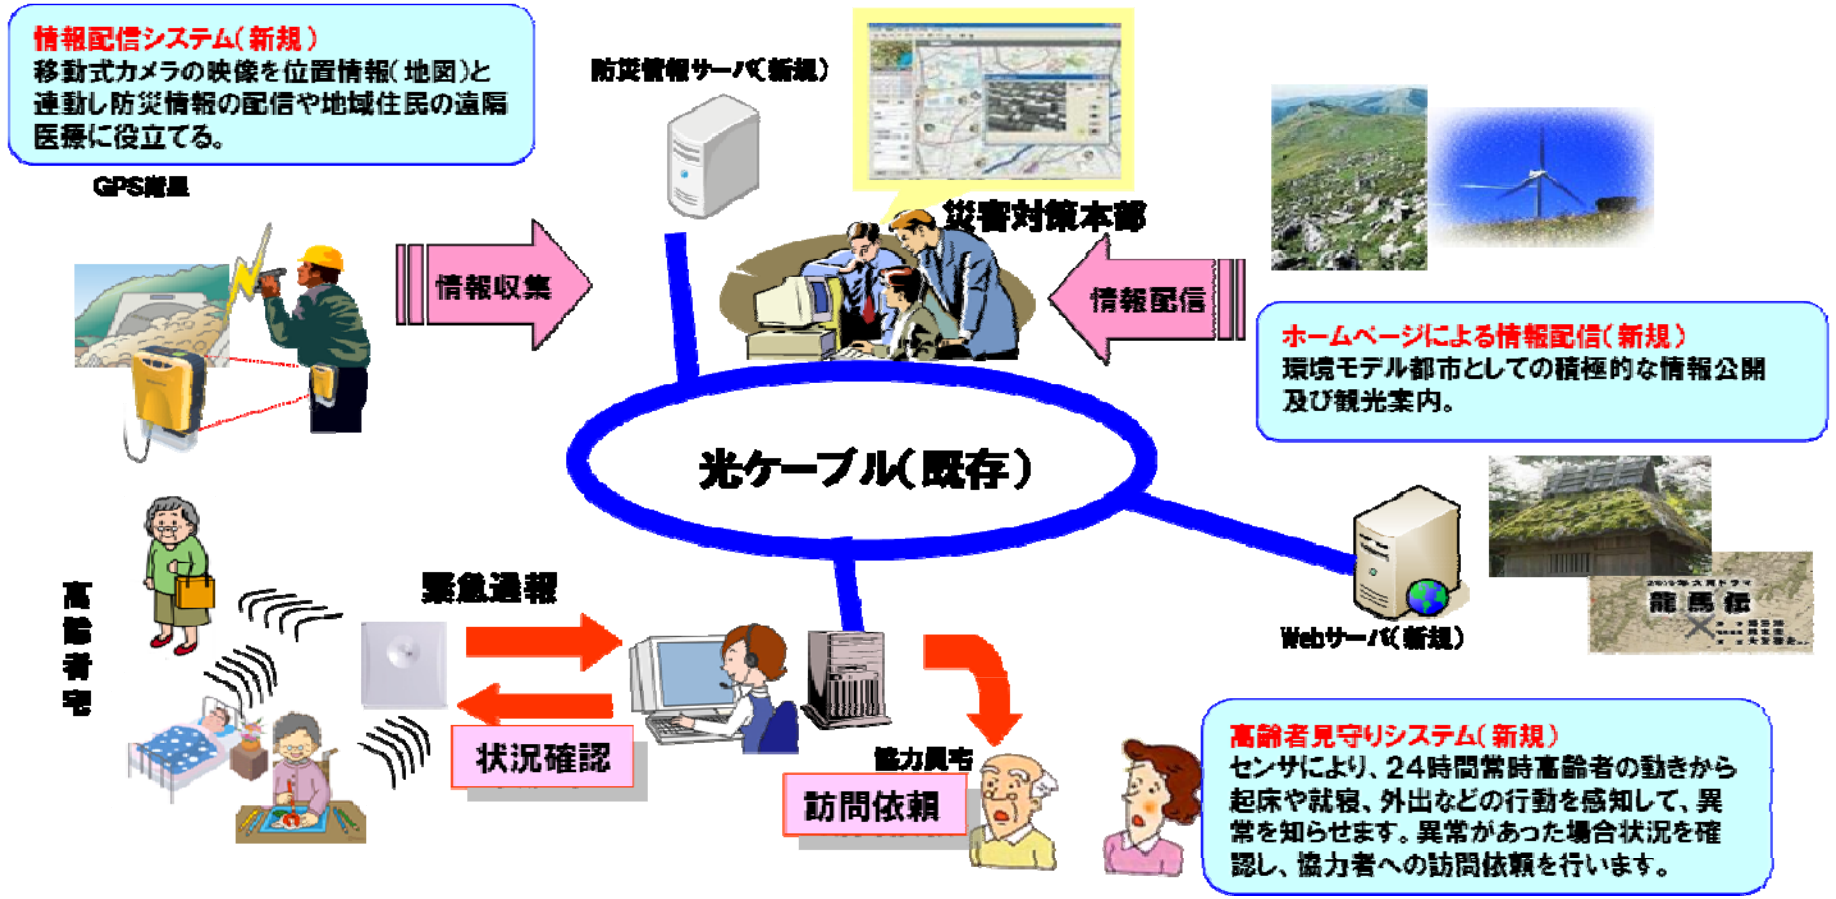 情報配信システム(新規)
移動式カメラの映像を位置情報(地図)と
連動し防災情報の配信や地域住民の遠隔
医療に役立てる。
GPS衛星
防災情報サーバ(新規)
災害対策本部
情報収集
情報配信
ホームページによる情報配信(新規)
環境モデル都市としての積極的な情報公開
及び観光案内。
光ケーブル(既存)
Webサーバ(新規)
龍馬伝
高齢者宅
緊急通報
状況確認
協力員宅
訪問依頼
高齢者見守りシステム(新規)
センサにより、24時間常時高齢者の動きから
起床や就寝、外出などの行動を感知して、異
常を知らせます。異常があった場合状況を確
認し、協力者への訪問依頼を行います。